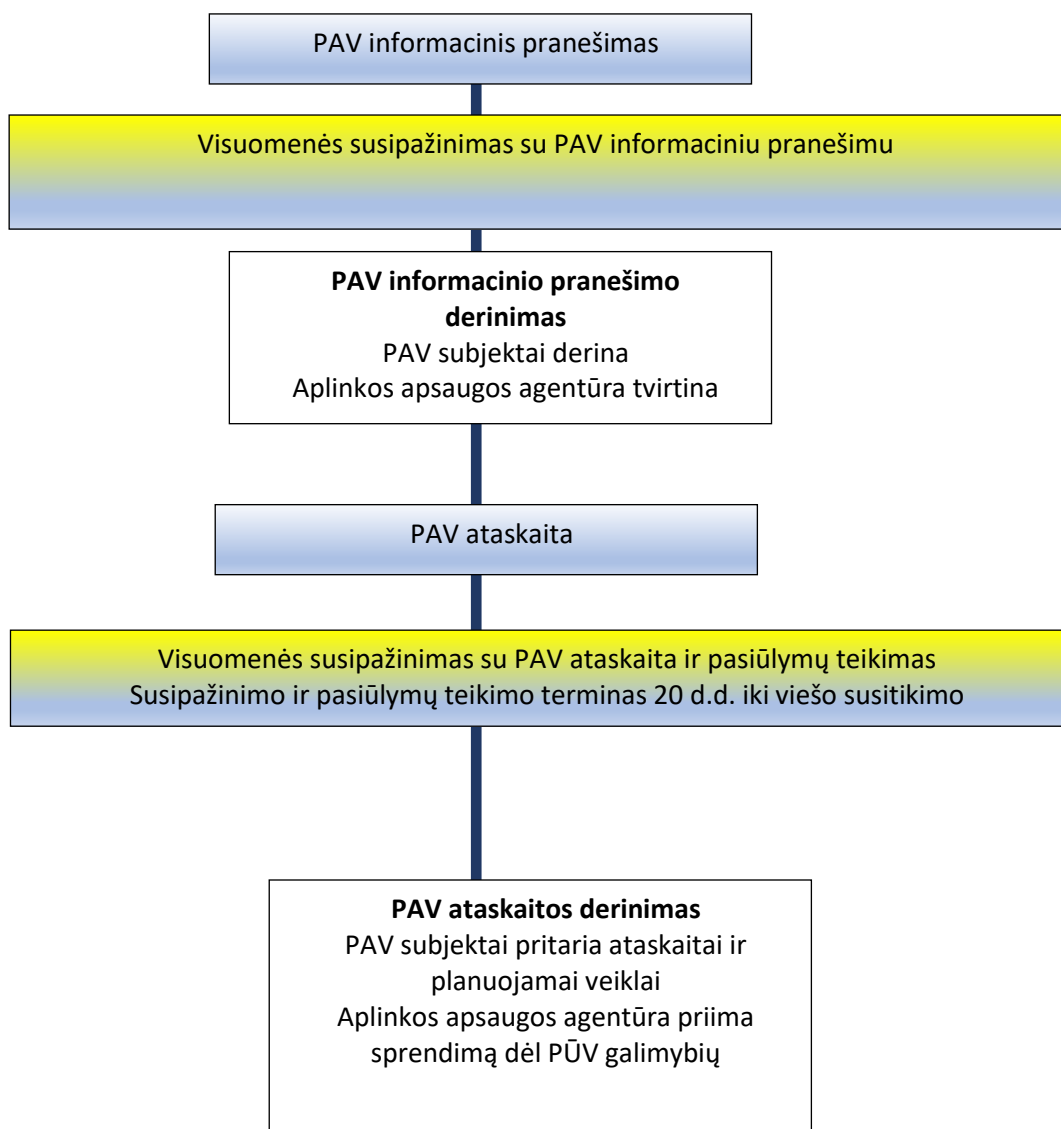 PAV informacinis pranešimas
Visuomenės susipažinimas su PAV informaciniu pranešimu
PAV informacinio pranešimo
derinimas
PAV subjektai derina
Aplinkos apsaugos agentūra tvirtina
PAV ataskaita
Visuomenės susipažinimas su PAV ataskaita ir pasiūlymų teikimas
Susipažinimo ir pasiūlymų teikimo terminas 20 d.d. iki viešo susitikimo
PAV ataskaitos derinimas
PAV subjektai pritaria ataskaitai ir
planuojamai veiklai
Aplinkos apsaugos agentūra priima
sprendimą dėl PŪV galimybių